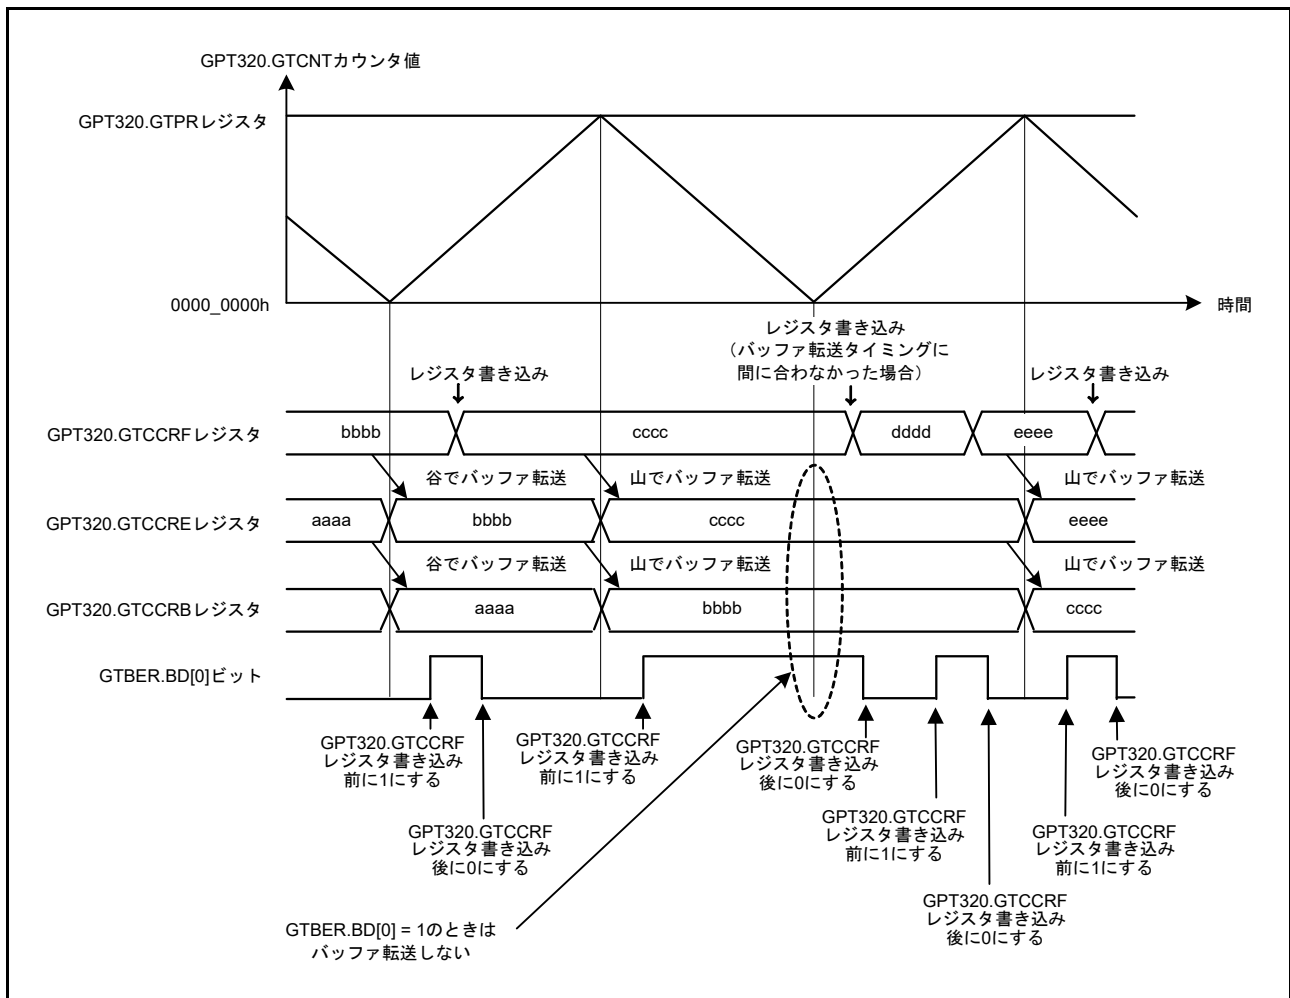 GPT320.GTCNTカウンタ値
GPT320.GTPRレジスタ
0000_0000h
時間
レジスタ書き込み
レジスタ書き込み
（バッファ転送タイミングに
間に合わなかった場合）
レジスタ書き込み
GPT320.GTCCRFレジスタ
bbbb
cccc
dddd
eeee
谷でバッファ転送
山でバッファ転送
山でバッファ転送
GPT320.GTCCREレジスタ
aaaa
bbbb
cccc
eeee
谷でバッファ転送
山でバッファ転送
山でバッファ転送
GPT320.GTCCRBレジスタ
aaaa
bbbb
cccc
GTBER.BD[0]ビット
GPT320.GTCCRF
レジスタ書き込み
前に1にする
GPT320.GTCCRF
レジスタ書き込み
後に0にする
GPT320.GTCCRF
レジスタ書き込み
前に1にする
GPT320.GTCCRF
レジスタ書き込み
後に0にする
GPT320.GTCCRF
レジスタ書き込み
前に1にする
GPT320.GTCCRF
レジスタ書き込み
後に0にする
GPT320.GTCCRF
レジスタ書き込み
前に1にする
GPT320.GTCCRF
レジスタ書き込み
後に0にする
GTBER.BD[0] = 1のときは
バッファ転送しない